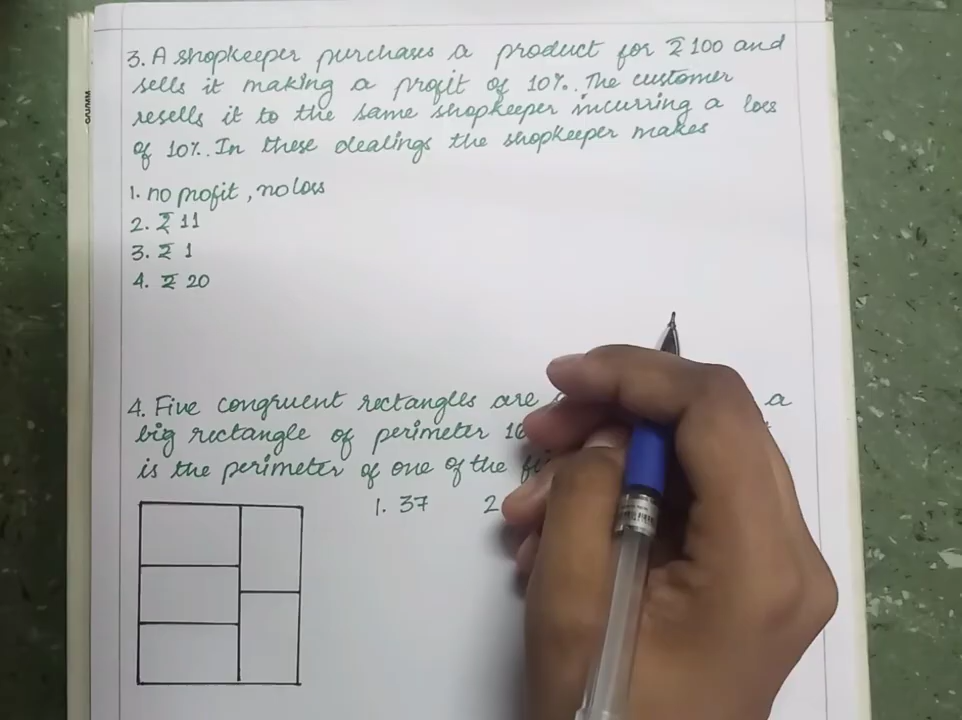 3. A shopkeeper purchases a product for ₹100 and
sells it making a profit of 10%. The customer
resells it to the same shopkeeper incurring a loss
of 10%. In these dealings the shopkeeper makes
1. no profit, no loss
2. ₹ 11
3. ₹ 1
4. ₹ 20
4. Five congruent rectangles are a
big rectangle of perimeter
is the perimeter of one of the
1. 37 2